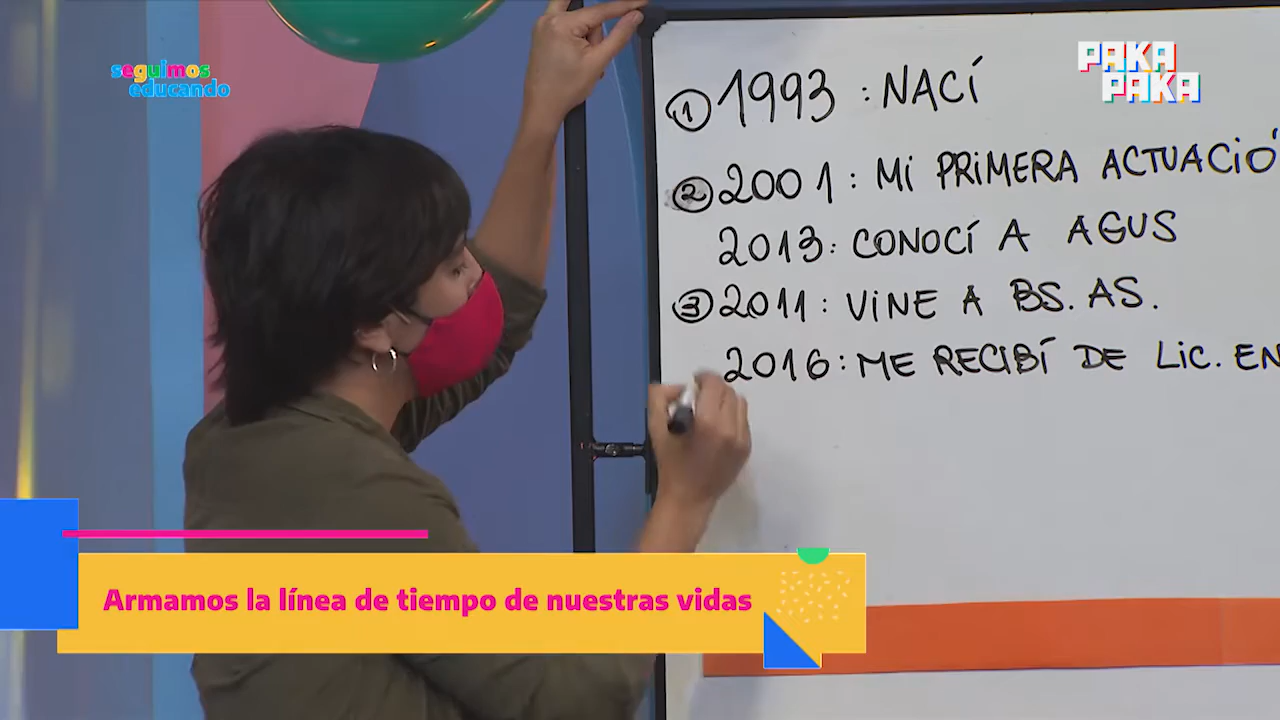 seguimos
educando
PAKA
PAKA
① 1993 : NACÍ
② 2001 : Mi PRiMERA ACTUACiÓ
2013: CONOCÍ A AGUS
③ 2011 : ViNE A BS. AS.
2016: ME RECIBÍ DE Lic. EN
Armamos la línea de tiempo de nuestras vidas